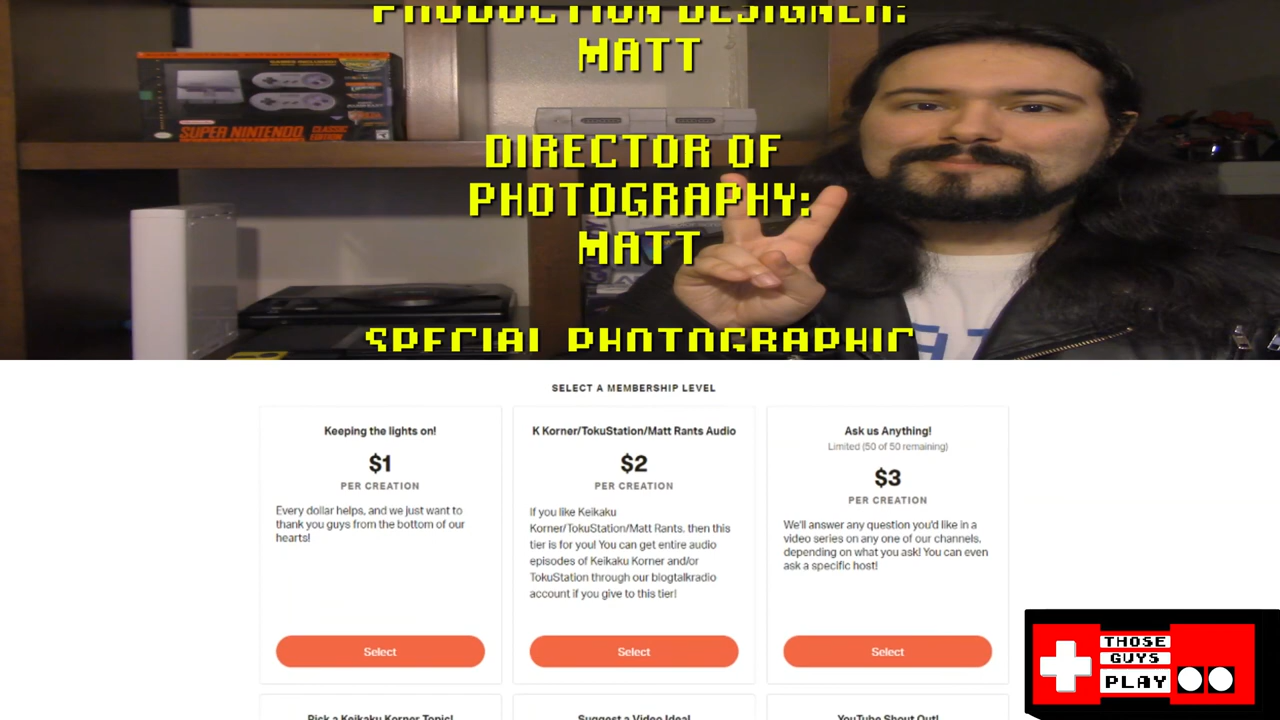 PRODUCTION DESIGNER:
MATT
DIRECTOR OF
PHOTOGRAPHY:
MATT
SPECIAL PHOTOGRAPHIC
SUPER NINTENDO
CLASSIC
EDITION
SELECT A MEMBERSHIP LEVEL
Keeping the lights on!
$1
PER CREATION
Every dollar helps, and we just want to
thank you guys from the bottom of our
hearts!
Select
K Korner/TokuStation/Matt Rants Audio
$2
PER CREATION
If you like Keikaku
Korner/TokuStation/Matt Rants, then this
tier is for you! You can get entire audio
episodes of Keikaku Korner and/or
TokuStation through our blogtalkradio
account if you give to this tier!
Select
Ask us Anything!
Limited (50 of 50 remaining)
$3
PER CREATION
We'll answer any question you'd like in a
video series on any one of our channels,
depending on what you ask! You can even
ask a specific host!
Select
Pick a Keikaku Korner Topic!
Suggest a Video Idea!
YouTube Shout Out!
THOSE
GUYS
PLAY